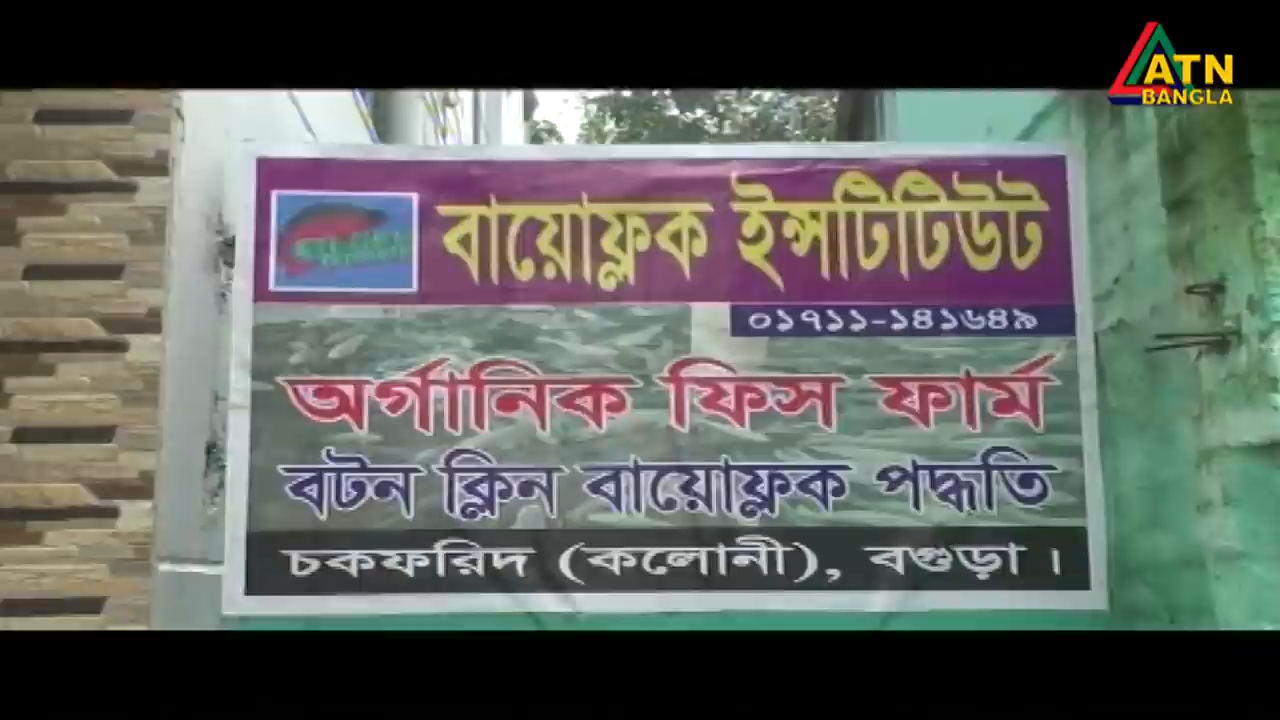 ATN
BANGLA
বায়োফ্লক ইন্সটিটিউট
০১৭১১-১৪১৬৪৯
অর্গানিক ফিস ফার্ম
বটন ক্লিন বায়োফ্লক পদ্ধতি
চকফরিদ (কলোনী), বগুড়া ।